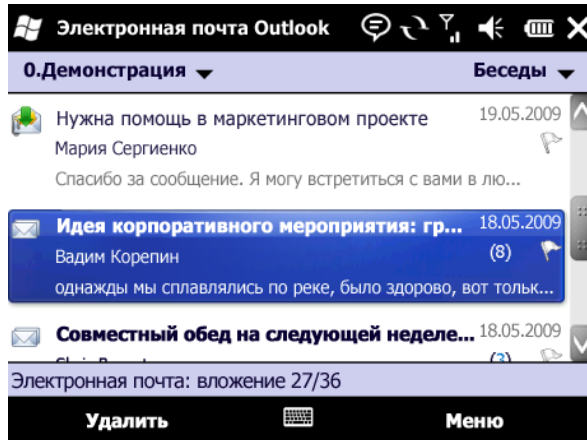 Электронная почта Outlook
0.Демонстрация Беседы
Нужна помощь в маркетинговом проекте 19.05.2009
Мария Сергиенко
Спасибо за сообщение. Я могу встретиться с вами в лю...
Идея корпоративного мероприятия: гр... 18.05.2009
Вадим Корепин (8)
однажды мы сплавлялись по реке, было здорово, вот тольк...
Совместный обед на следующей неделе... 18.05.2009
(3)
Электронная почта: вложение 27/36
Удалить Меню